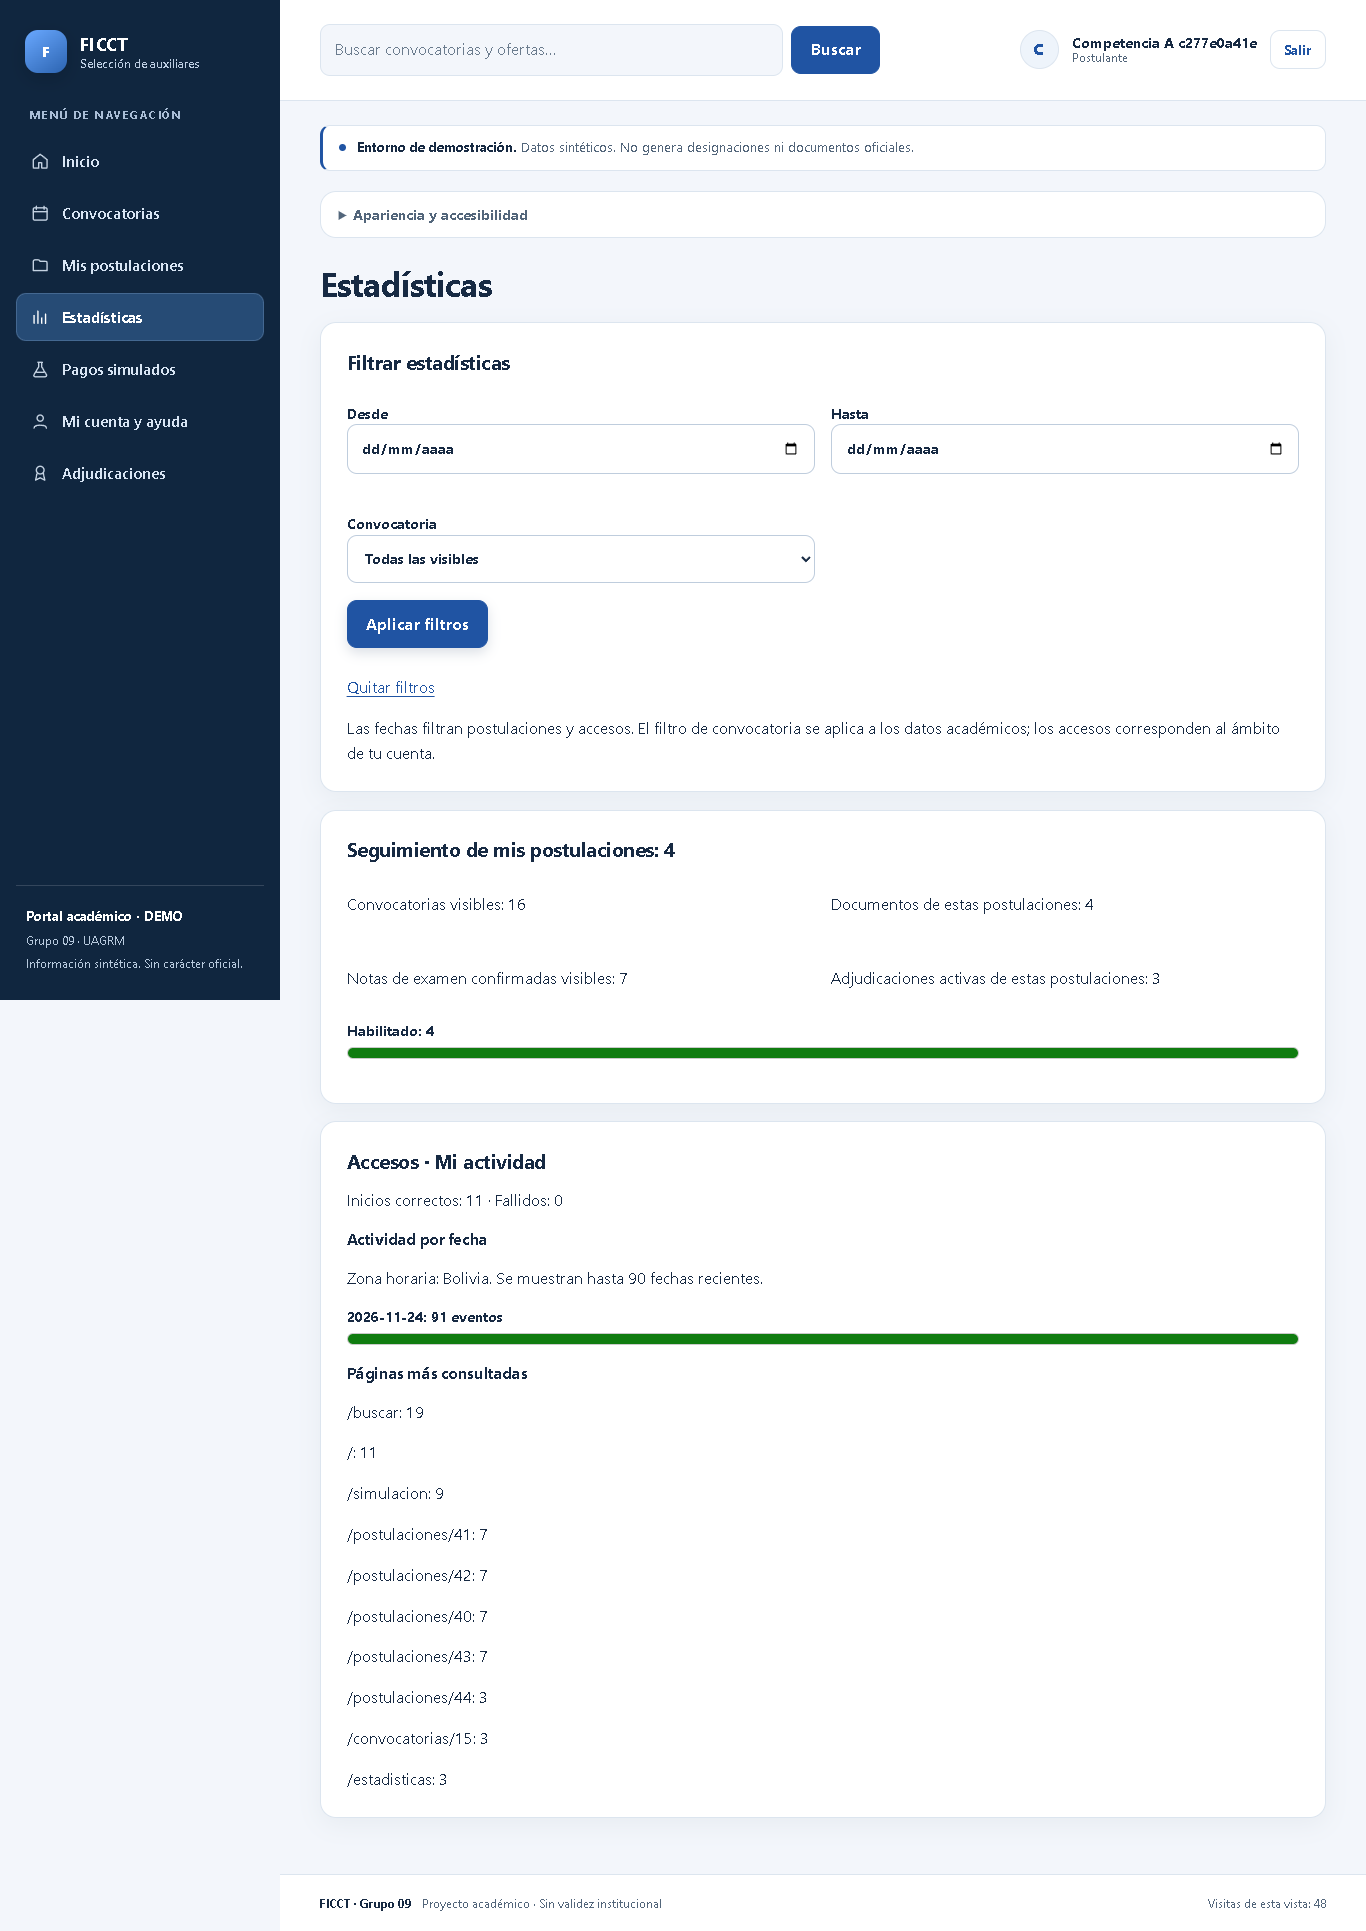 F
FICCT
Selección de auxiliares
MENÚ DE NAVEGACIÓN
Inicio
Convocatorias
Mis postulaciones
Estadísticas
Pagos simulados
Mi cuenta y ayuda
Adjudicaciones
Portal académico · DEMO
Grupo 09 · UAGRM
Información sintética. Sin carácter oficial.
Buscar convocatorias y ofertas...
Buscar
C
Competencia A c277e0a41e
Postulante
Salir
Entorno de demostración. Datos sintéticos. No genera designaciones ni documentos oficiales.
Apariencia y accesibilidad
Estadísticas
Filtrar estadísticas
Desde
Hasta
dd/mm/aaaa
dd/mm/aaaa
Convocatoria
Todas las visibles
Aplicar filtros
Quitar filtros
Las fechas filtran postulaciones y accesos. El filtro de convocatoria se aplica a los datos académicos; los accesos corresponden al ámbito
de tu cuenta.
Seguimiento de mis postulaciones: 4
Convocatorias visibles: 16
Documentos de estas postulaciones: 4
Notas de examen confirmadas visibles: 7
Adjudicaciones activas de estas postulaciones: 3
Habilitado: 4
Accesos · Mi actividad
Inicios correctos: 11 · Fallidos: 0
Actividad por fecha
Zona horaria: Bolivia. Se muestran hasta 90 fechas recientes.
2026-11-24: 91 eventos
Páginas más consultadas
/buscar: 19
/: 11
/simulacion: 9
/postulaciones/41: 7
/postulaciones/42: 7
/postulaciones/40: 7
/postulaciones/43: 7
/postulaciones/44: 3
/convocatorias/15: 3
/estadisticas: 3
FICCT · Grupo 09 Proyecto académico · Sin validez institucional
Visitas de esta vista: 48